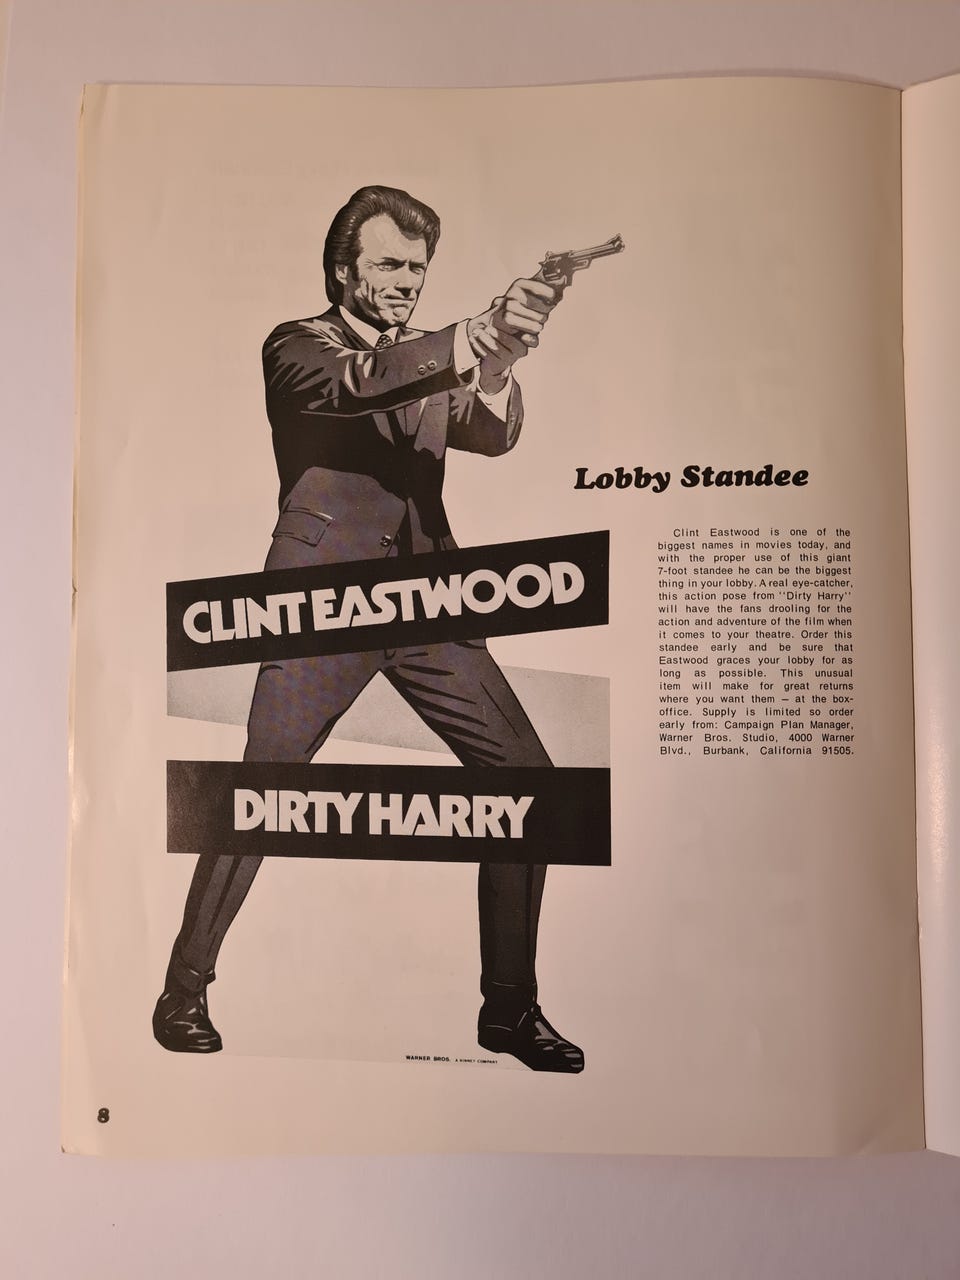 Lobby Standee
Clint Eastwood is one of the
biggest names in movies today, and
with the proper use of this giant
7-foot standee he can be the biggest
thing in your lobby. A real eye-catcher,
this action pose from ''Dirty Harry''
will have the fans drooling for the
action and adventure of the film when
it comes to your theatre. Order this
standee early and be sure that
Eastwood graces your lobby for as
long as possible. This unusual
item will make for great returns
where you want them — at the box-
office. Supply is limited so order
early from: Campaign Plan Manager,
Warner Bros. Studio, 4000 Warner
Blvd., Burbank, California 91505.
CLINT EASTWOOD
DIRTY HARRY
WARNER BROS. A KINNEY COMPANY
8